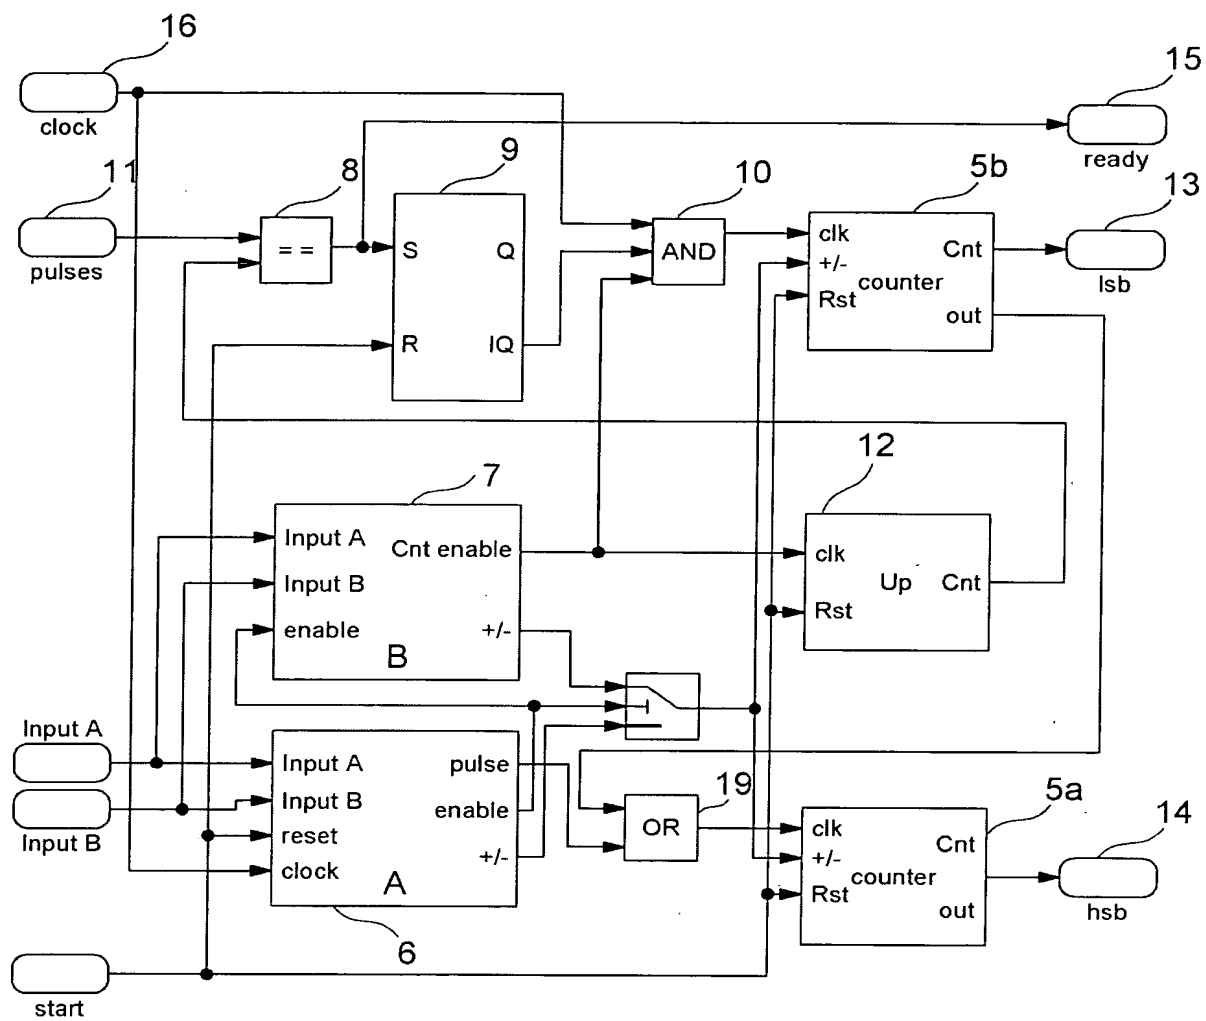 16
clock
15
ready
11
pulses
8
==
9
S
Q
R
IQ
10
AND
5b
clk
+/-
Rst
counter
Cnt
out
13
lsb
7
Input A
Input B
enable
Cnt enable
+/-
B
12
clk
Rst
Up
Cnt
Input A
Input B
Input A
Input B
reset
clock
pulse
enable
+/-
A
6
19
OR
5a
clk
+/-
Rst
counter
Cnt
out
14
hsb
start